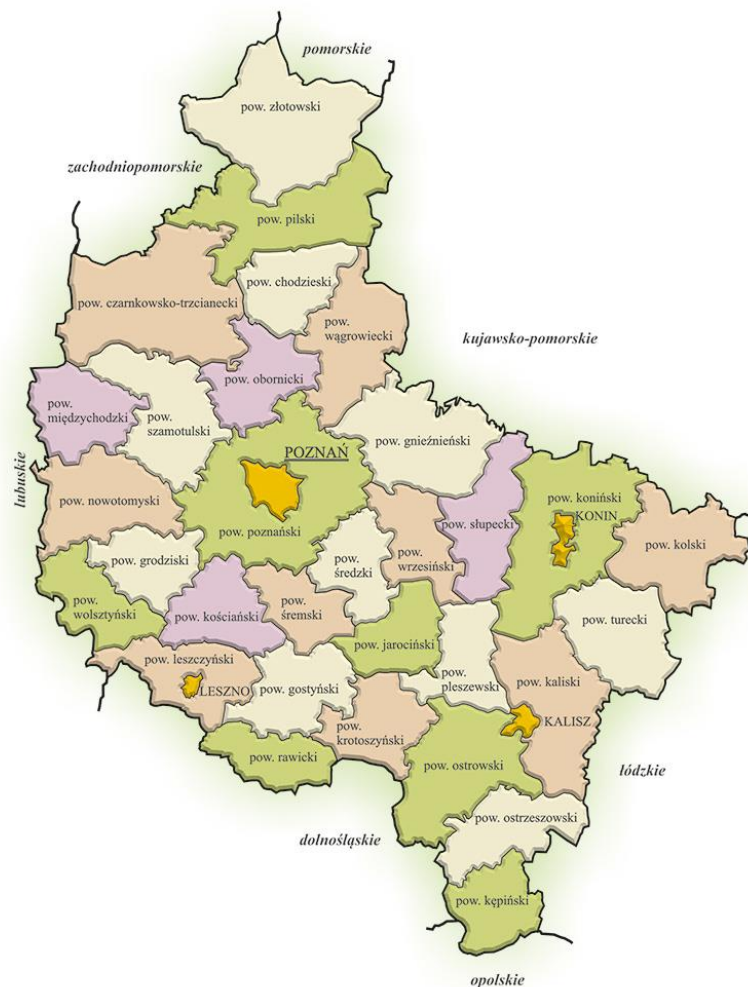 pomorskie
pow. złotowski
zachodniopomorskie
pow. pilski
pow. chodzieski
pow. czarnkowsko-trzcianecki
pow.
wągrowiecki
kujawsko-pomorskie
pow. obornicki
pow.
międzychodzki
pow.
szamotulski
pow. gnieźnieński
POZNAŃ
lubuskie
pow. nowotomyski
pow. poznański
pow. koniński
KONIN
pow. słupecki
pow. kolski
pow. grodziski
pow.
średzki
pow.
wrzesiński
pow.
wolsztyński
pow. kościański
pow.
śremski
pow. turecki
pow. jarociński
pow. leszczyński
LESZNO
pow. gostyński
pow.
pleszewski
pow. kaliski
KALISZ
pow.
krotoszyński
pow. rawicki
pow. ostrowski
łódzkie
pow. ostrzeszowski
dolnośląskie
pow. kępiński
opolskie